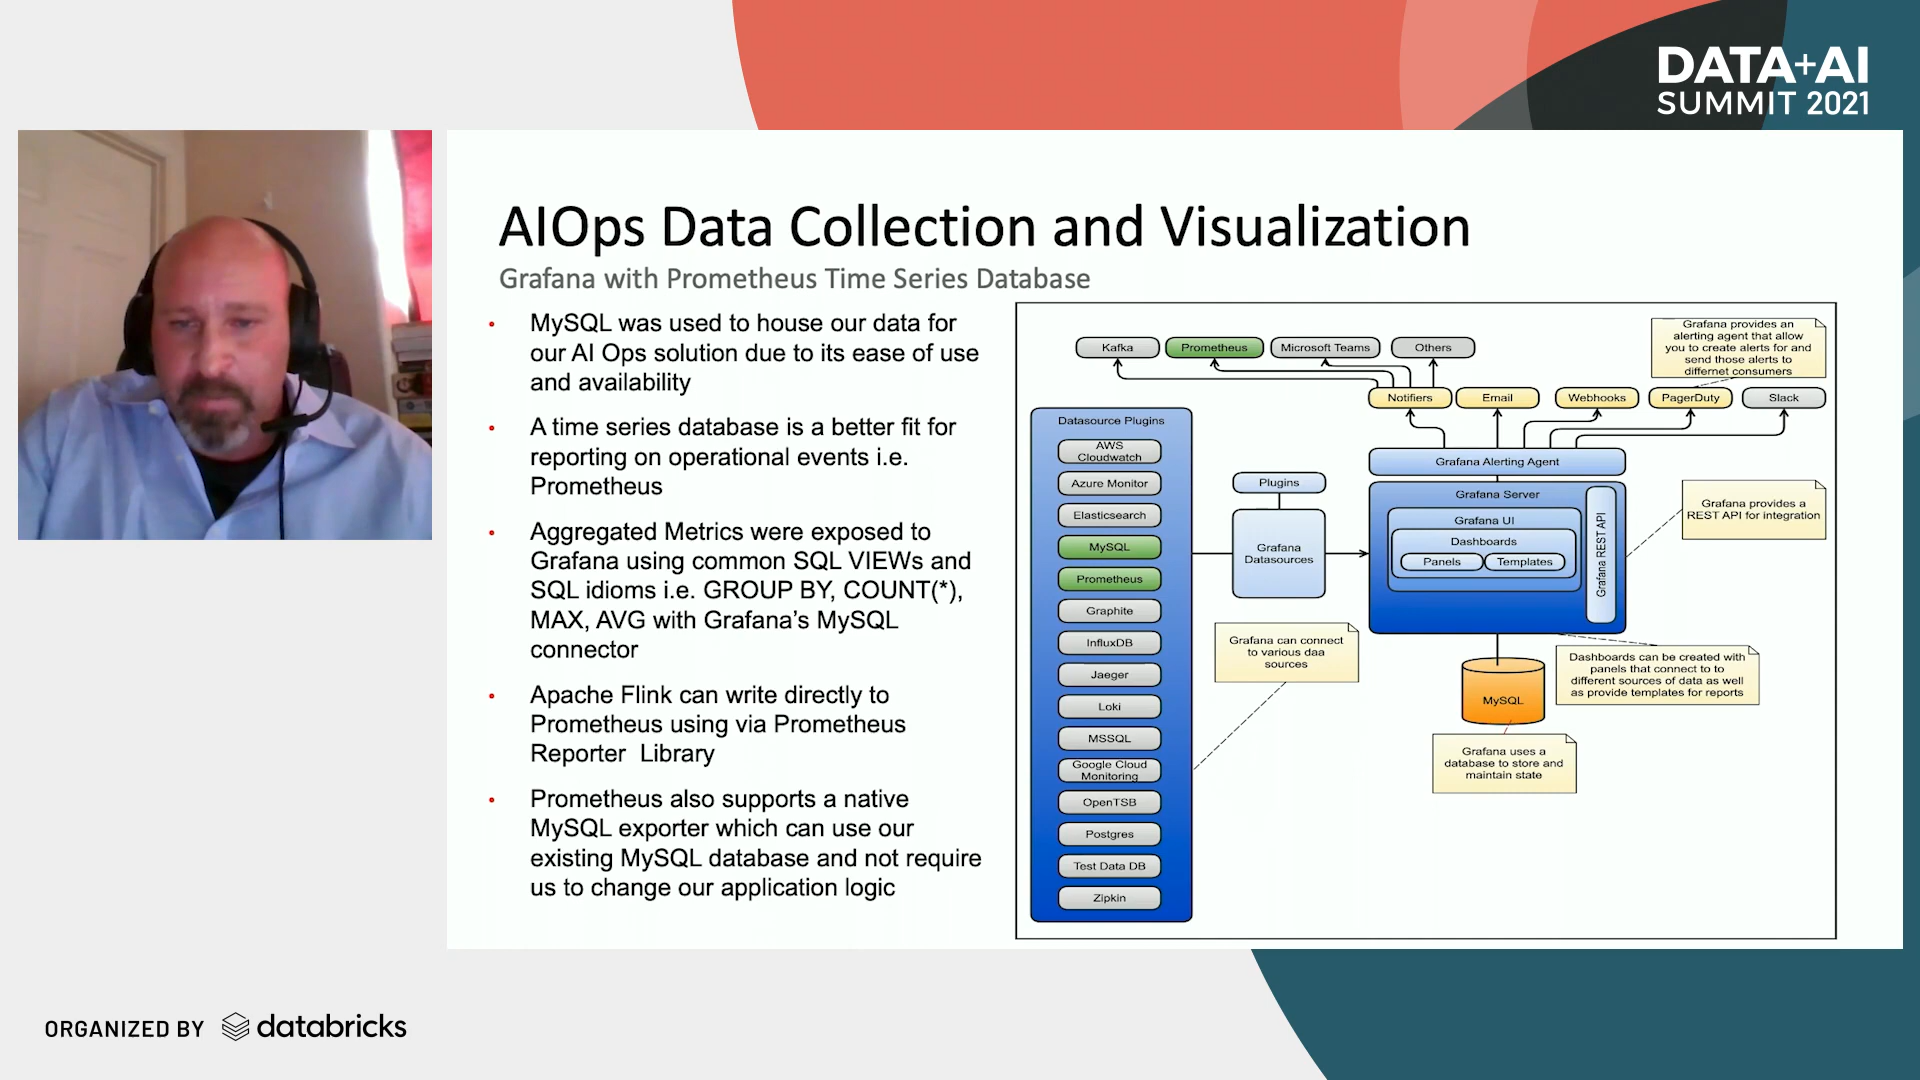 DATA+AI
SUMMIT 2021
AIOps Data Collection and Visualization
Grafana with Prometheus Time Series Database
• MySQL was used to house our data for
our AI Ops solution due to its ease of use
and availability
• A time series database is a better fit for
reporting on operational events i.e.
Prometheus
• Aggregated Metrics were exposed to
Grafana using common SQL VIEWs and
SQL idioms i.e. GROUP BY, COUNT(*),
MAX, AVG with Grafana's MySQL
connector
• Apache Flink can write directly to
Prometheus using via Prometheus
Reporter Library
• Prometheus also supports a native
MySQL exporter which can use our
existing MySQL database and not require
us to change our application logic
Kafka
Prometheus
Microsoft Teams
Others
Grafana provides an
alerting agent that allow
you to create alerts for and
send those alerts to
differnet consumers
Notifiers
Email
Webhooks
PagerDuty
Slack
Datasource Plugins
AWS
Cloudwatch
Azure Monitor
Elasticsearch
MySQL
Prometheus
Graphite
InfluxDB
Jaeger
Loki
MSSQL
Google Cloud
Monitoring
OpenTSB
Postgres
Test Data DB
Zipkin
Plugins
Grafana
Datasources
Grafana Alerting Agent
Grafana Server
Grafana UI
Dashboards
Panels
Templates
Grafana REST API
Grafana provides a
REST API for integration
Grafana can connect
to various daa
sources
Dashboards can be created with
panels that connect to to
different sources of data as well
as provide templates for reports
MySQL
Grafana uses a
database to store and
maintain state
ORGANIZED BY databricks